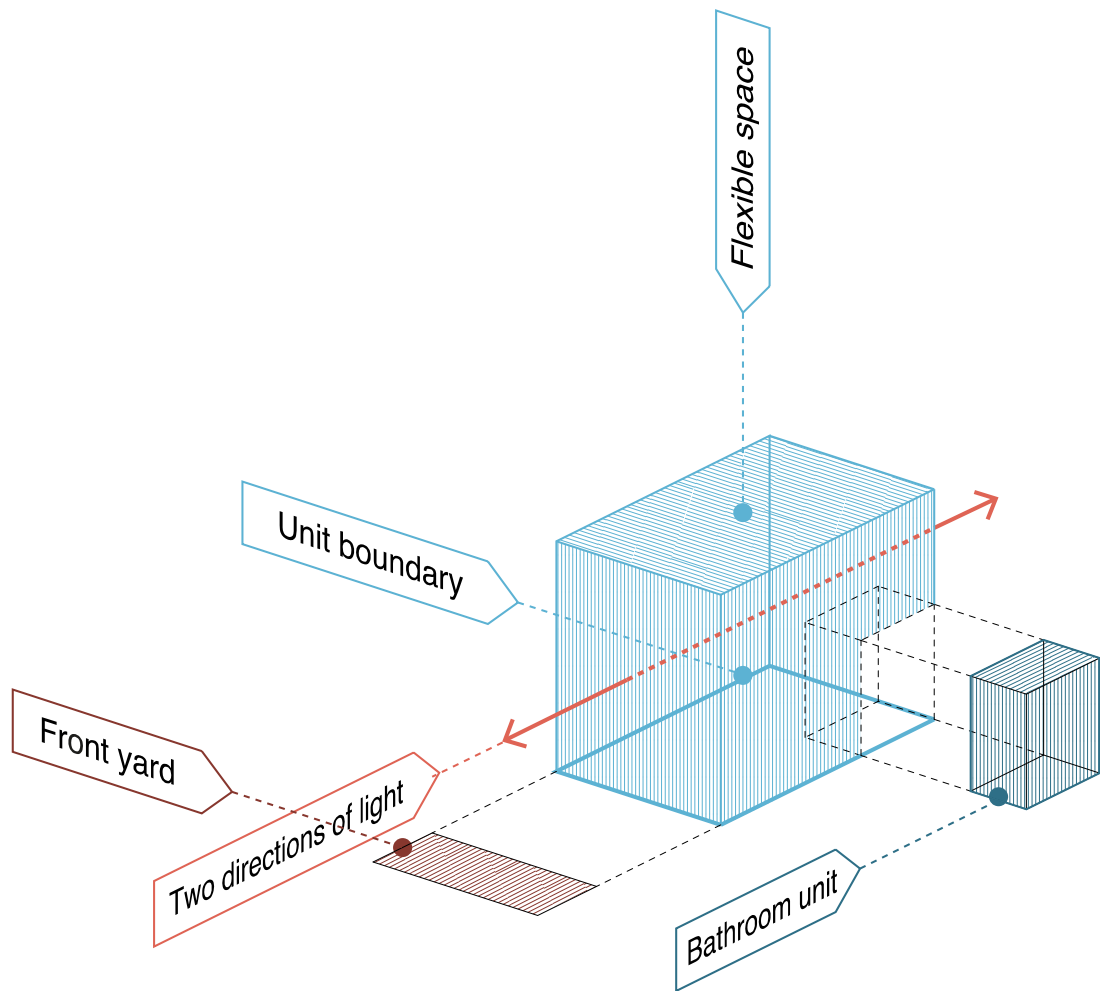 Flexible space
Unit boundary
Front yard
Two directions of light
Bathroom unit